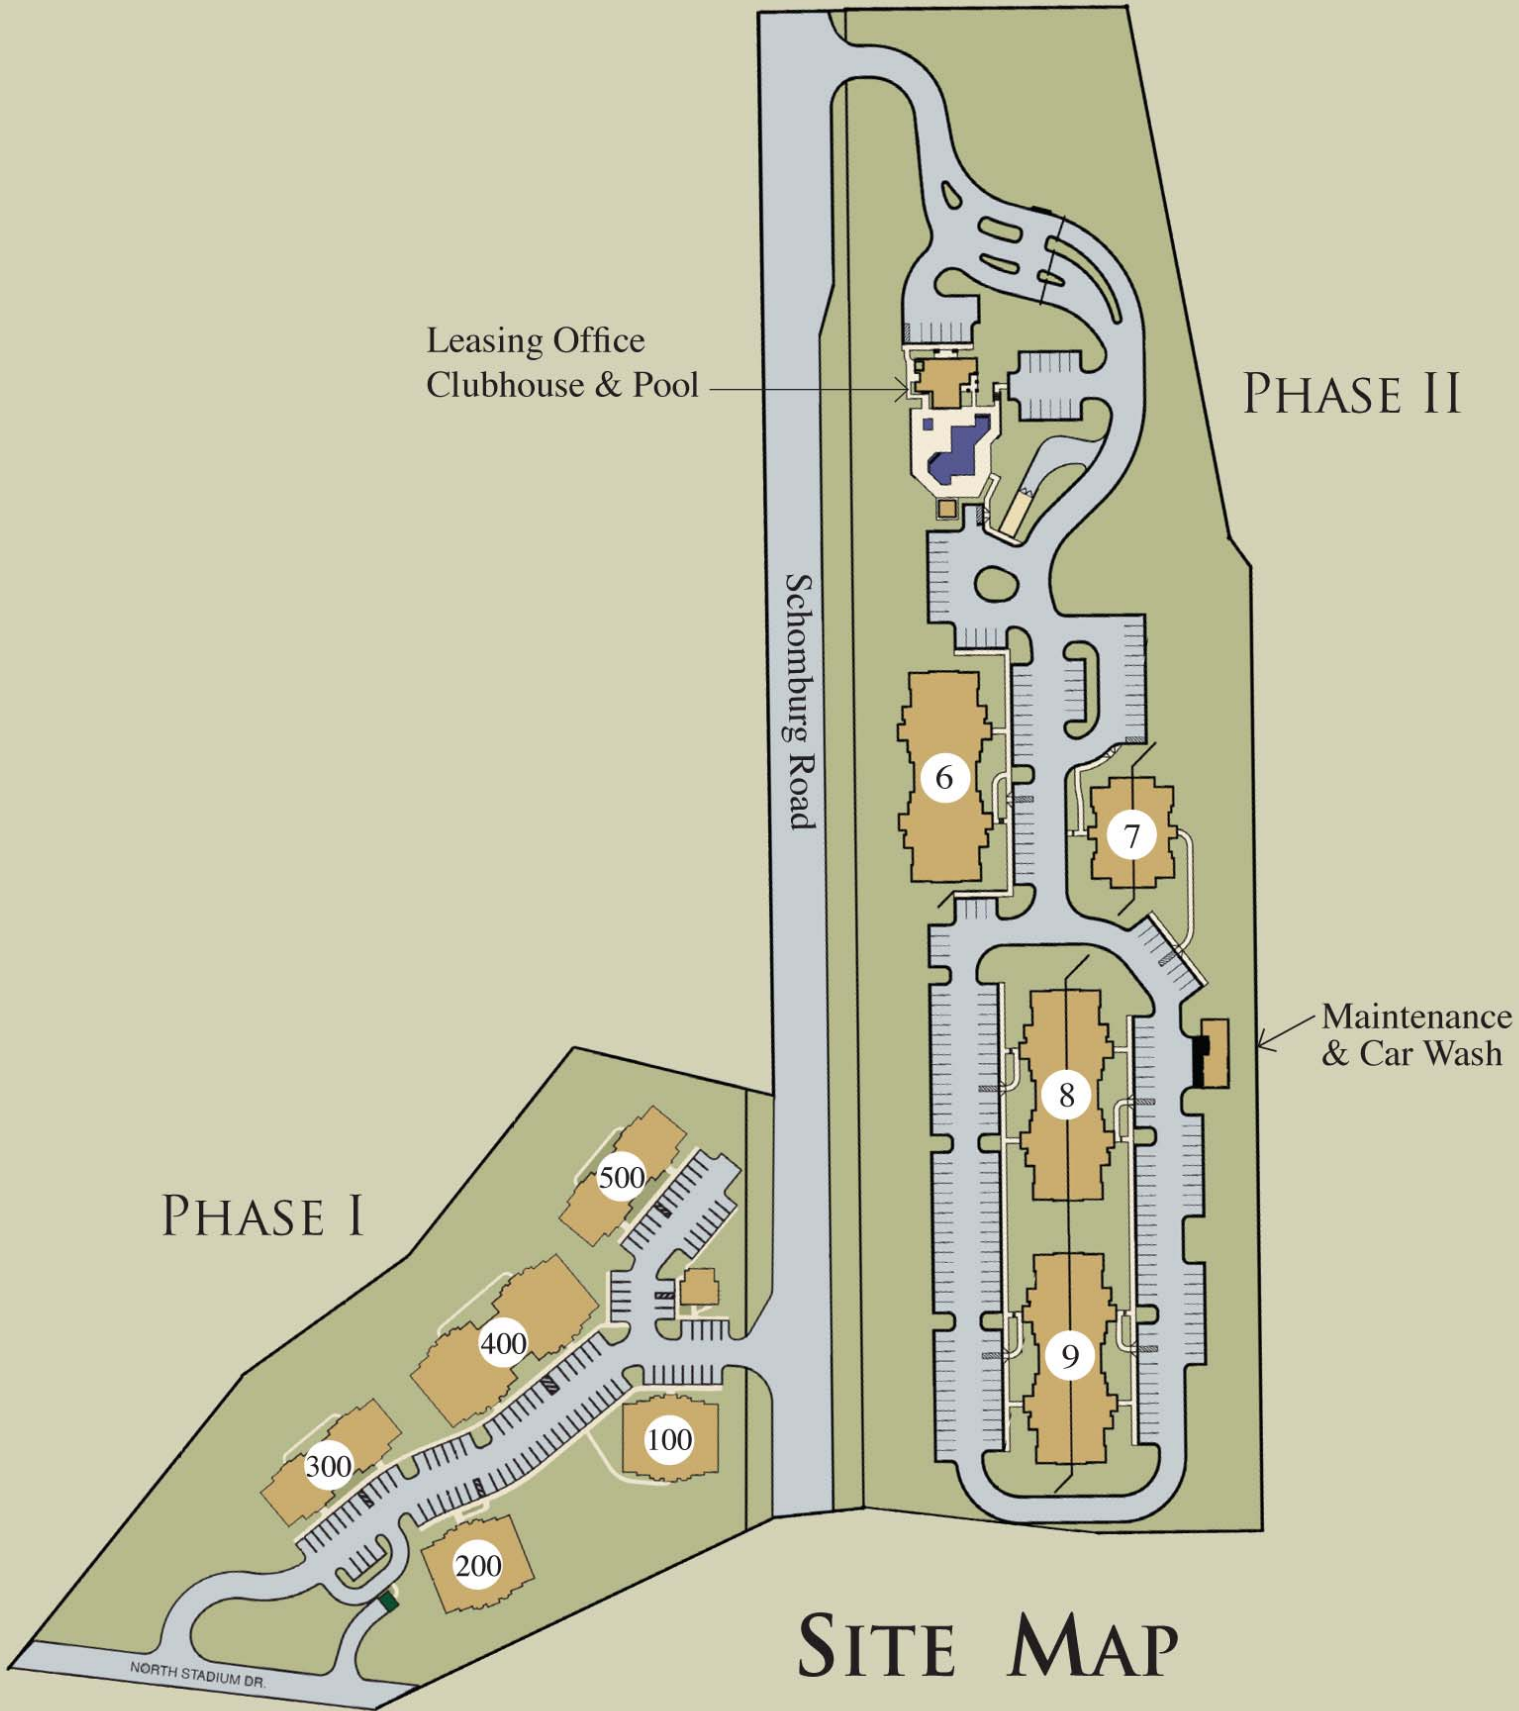 Leasing Office
Clubhouse & Pool
PHASE II
Schomburg Road
6
7
Maintenance
& Car Wash
8
9
PHASE I
500
400
300
100
200
NORTH STADIUM DR.
SITE MAP